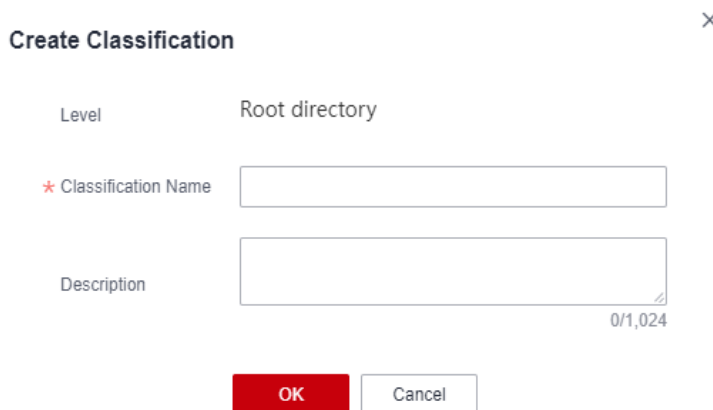 Create Classification
Level
Root directory
* Classification Name
Description
0/1,024
OK
Cancel